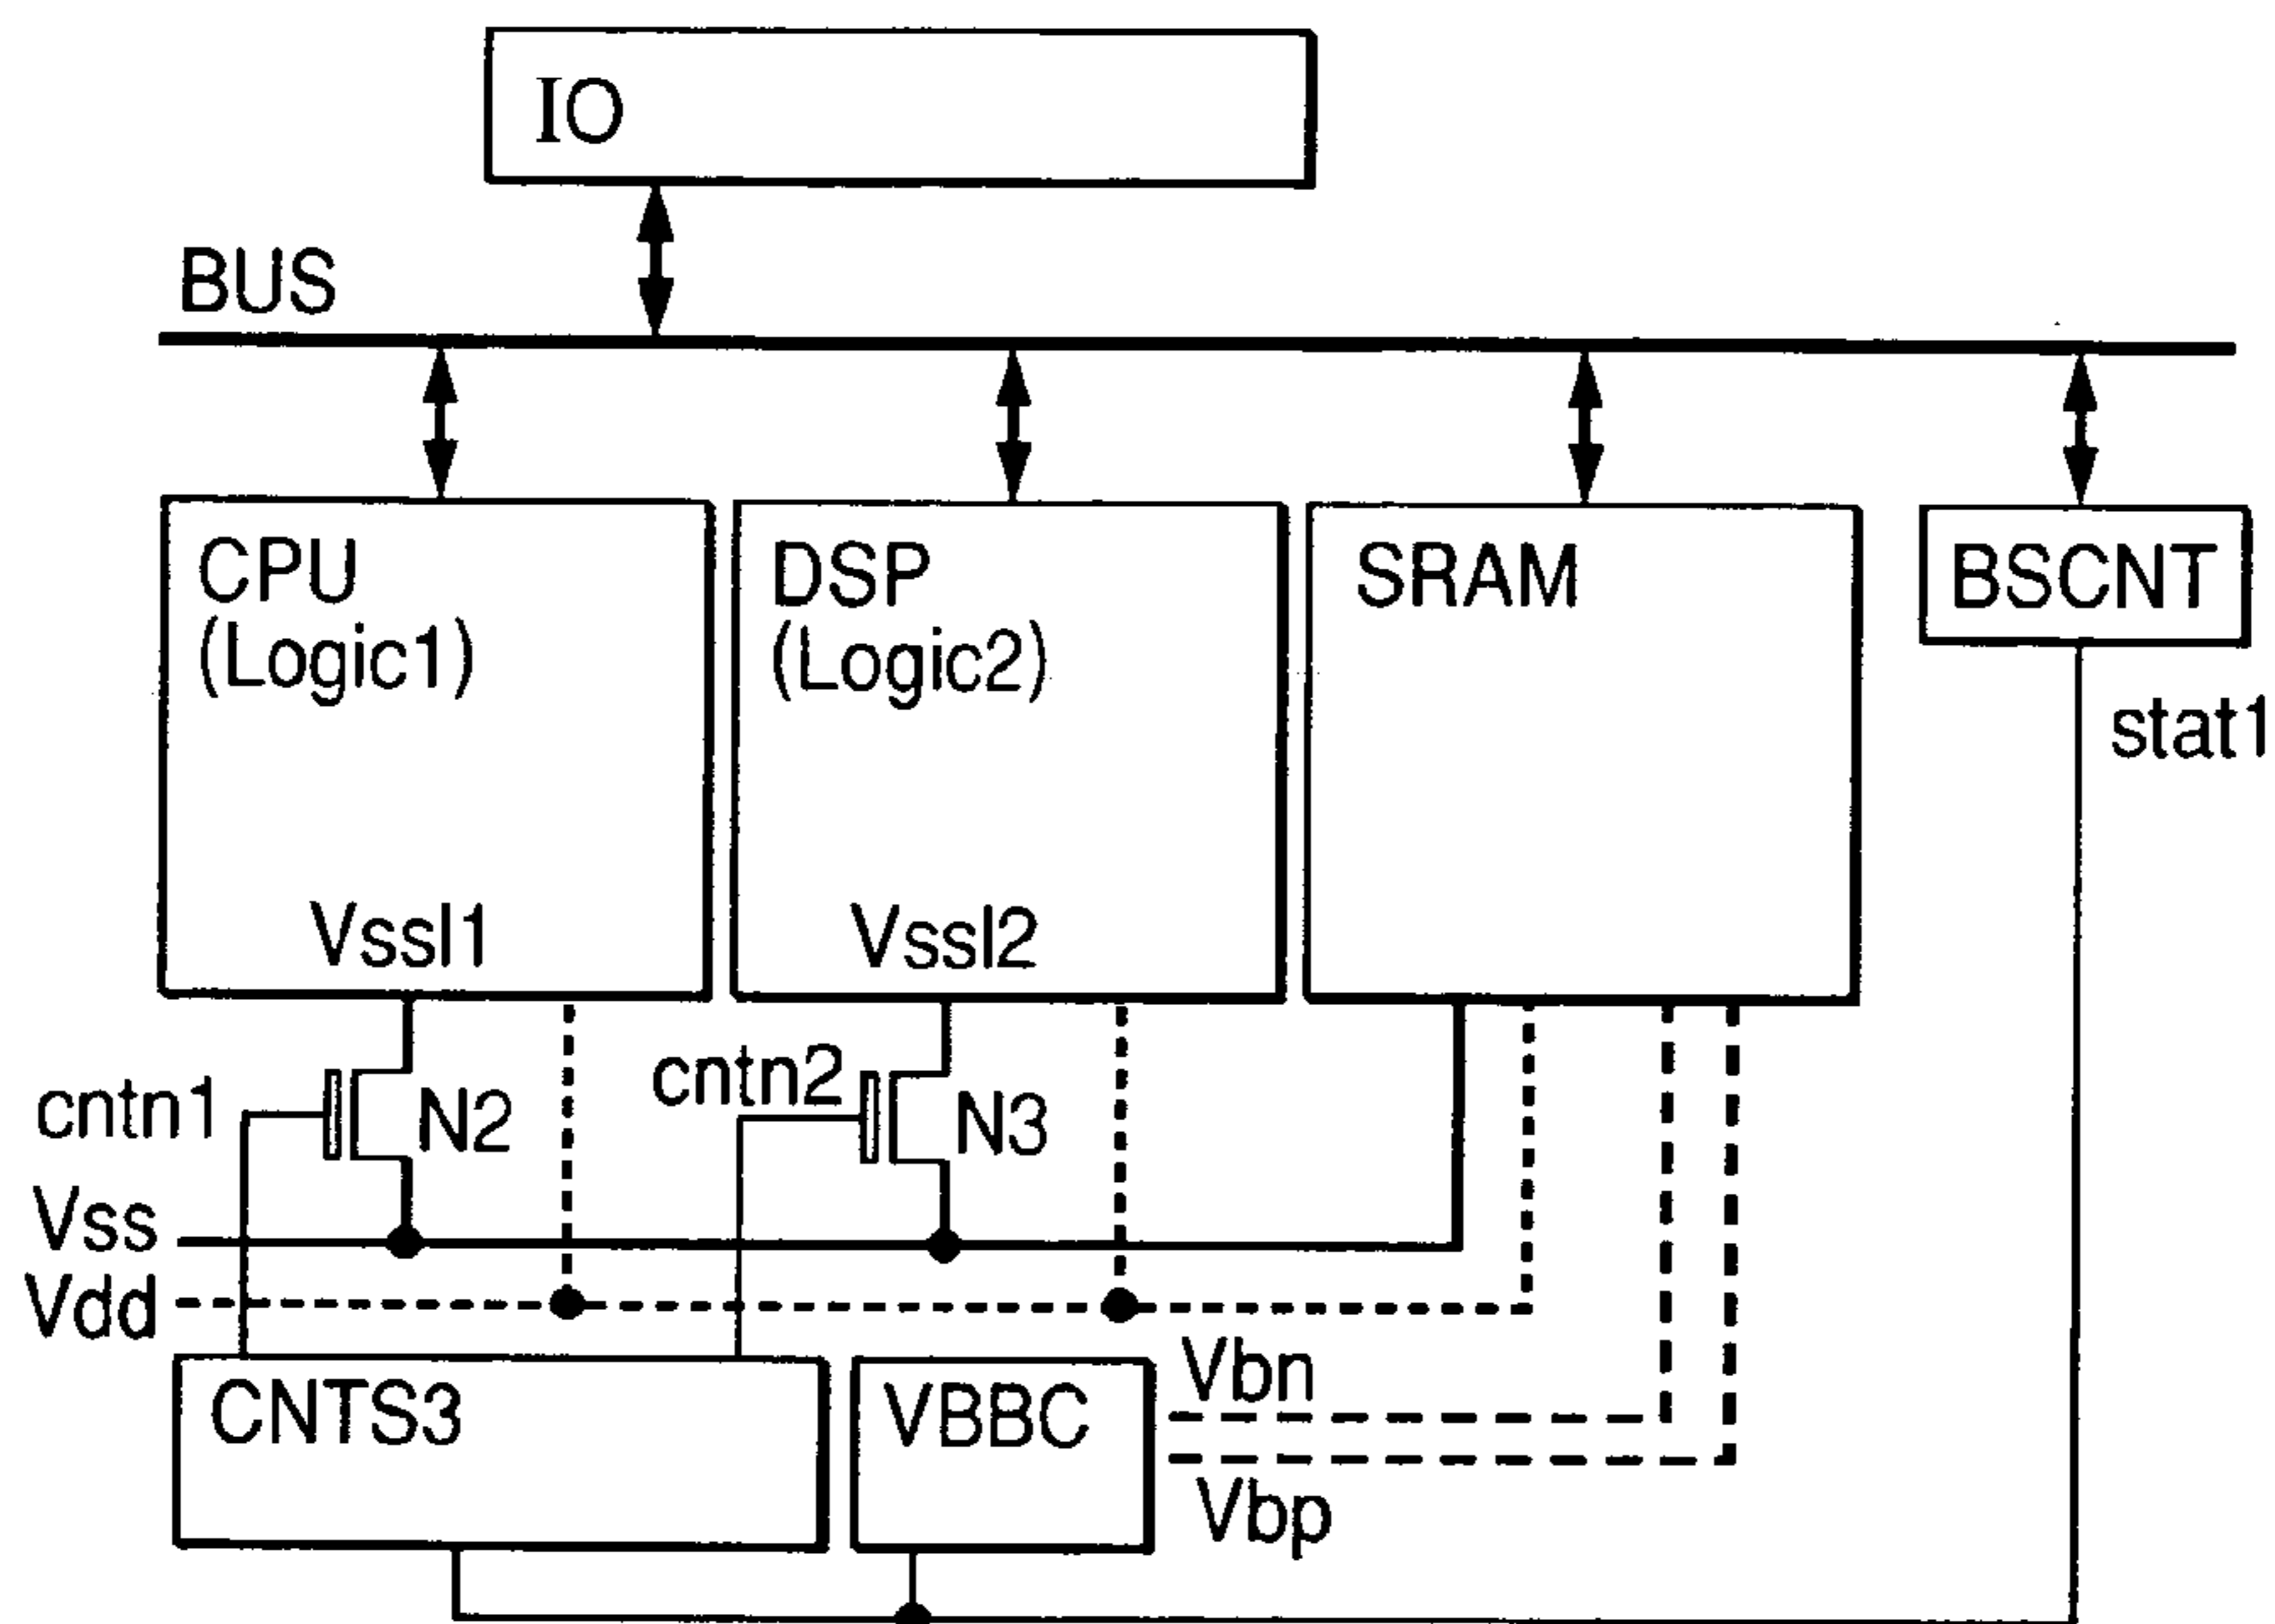 IO
BUS
CPU
(Logic1)
DSP
(Logic2)
SRAM
BSCNT
stat1
Vssl1
Vssl2
cntn1
N2
cntn2
N3
Vss
Vdd
CNTS3
VBBC
Vbn
Vbp